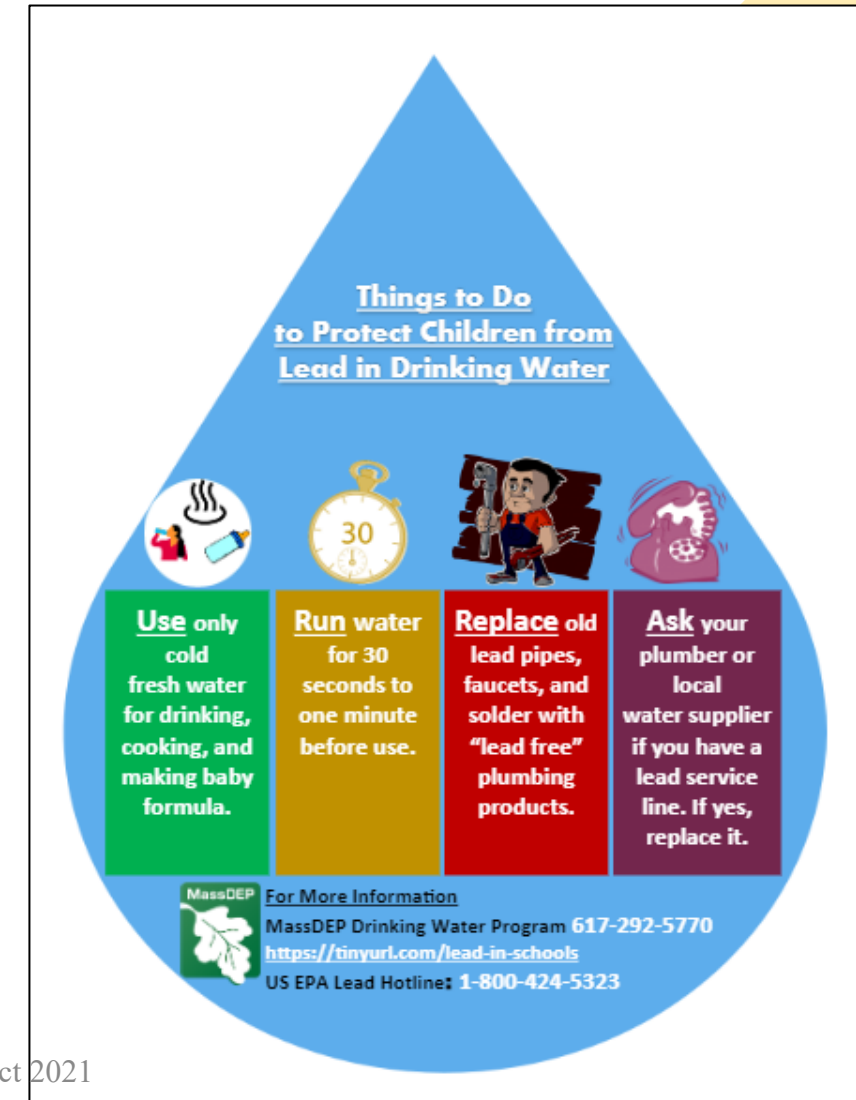 Things to Do
to Protect Children from
Lead in Drinking Water
30
Use only
cold
fresh water
for drinking,
cooking, and
making baby
formula.
Run water
for 30
seconds to
one minute
before use.
Replace old
lead pipes,
faucets, and
solder with
“lead free”
plumbing
products.
Ask your
plumber or
local
water supplier
if you have a
lead service
line. If yes,
replace it.
MassDEP
For More Information
MassDEP Drinking Water Program 617-292-5770
https://tinyurl.com/lead-in-schools
US EPA Lead Hotline: 1-800-424-5323
ct 2021